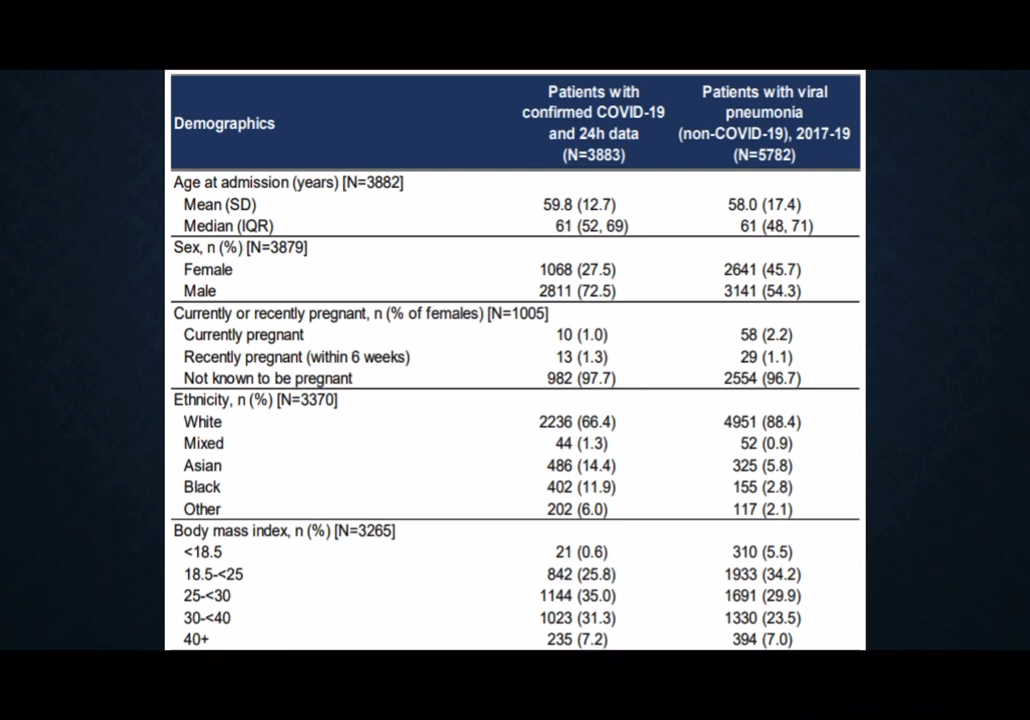 Demographics
Patients with confirmed COVID-19 and 24h data (N=3883)
Patients with viral pneumonia (non-COVID-19), 2017-19 (N=5782)
Age at admission (years) [N=3882]
Mean (SD) 59.8 (12.7) 58.0 (17.4)
Median (IQR) 61 (52, 69) 61 (48, 71)
Sex, n (%) [N=3879]
Female 1068 (27.5) 2641 (45.7)
Male 2811 (72.5) 3141 (54.3)
Currently or recently pregnant, n (% of females) [N=1005]
Currently pregnant 10 (1.0) 58 (2.2)
Recently pregnant (within 6 weeks) 13 (1.3) 29 (1.1)
Not known to be pregnant 982 (97.7) 2554 (96.7)
Ethnicity, n (%) [N=3370]
White 2236 (66.4) 4951 (88.4)
Mixed 44 (1.3) 52 (0.9)
Asian 486 (14.4) 325 (5.8)
Black 402 (11.9) 155 (2.8)
Other 202 (6.0) 117 (2.1)
Body mass index, n (%) [N=3265]
<18.5 21 (0.6) 310 (5.5)
18.5-<25 842 (25.8) 1933 (34.2)
25-<30 1144 (35.0) 1691 (29.9)
30-<40 1023 (31.3) 1330 (23.5)
40+ 235 (7.2) 394 (7.0)